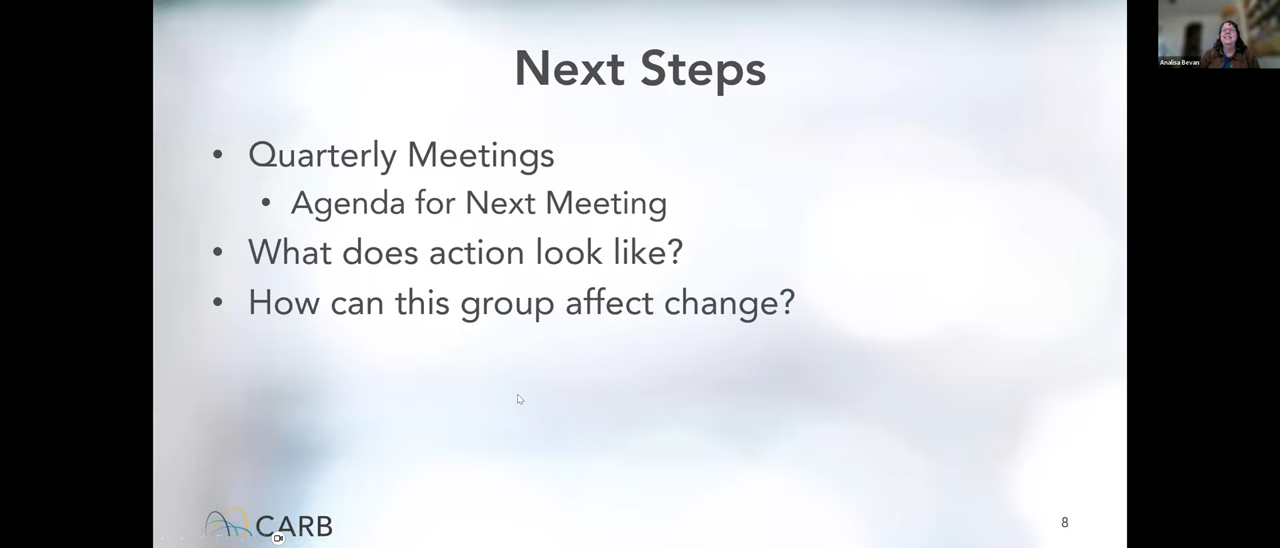 Next Steps
Analisa Bevan
• Quarterly Meetings
• Agenda for Next Meeting
• What does action look like?
• How can this group affect change?
CARB
8